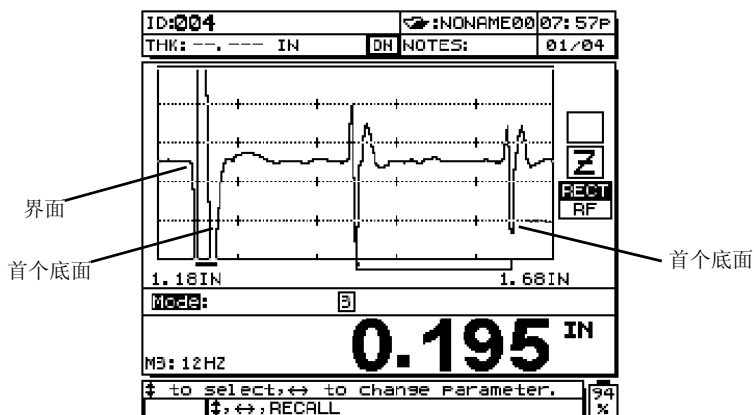 ID:004 :NONAME00 07:57P
THK: --.--- IN DN NOTES: 01/04
Z
RECT
RF
界面
首个底面
首个底面
1.18IN 1.68IN
Mode: 3
0.195 IN
M3: 12HZ
↕ to select,↔ to change parameter.
↕,↔,RECALL
94
%